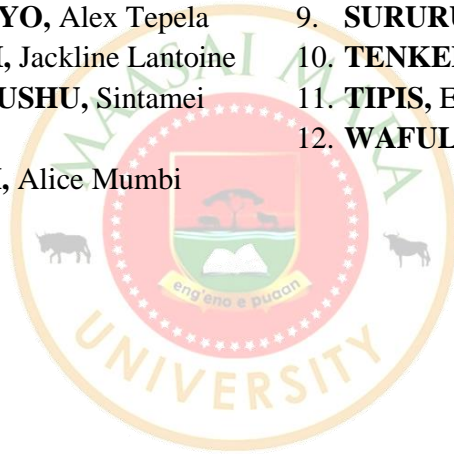 YO, Alex Tepela
Jackline Lantoine
USHU, Sintamei
Alice Mumbi
9. SURURU
10. TENKE
11. TIPIS, E
12. WAFUL
MAASAI MARA
eng'eno e puaan
UNIVERSITY